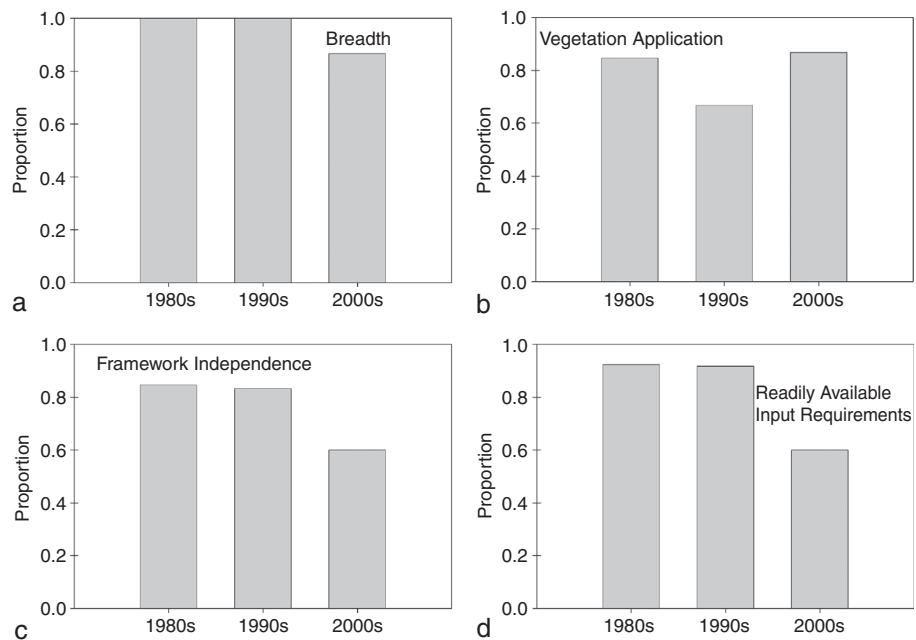 1.0
Breadth
0.8
0.6
Proportion
0.4
0.2
0.0
1980s 1990s 2000s
a
1.0
Vegetation Application
0.8
0.6
Proportion
0.4
0.2
0.0
1980s 1990s 2000s
b
1.0
Framework Independence
0.8
0.6
Proportion
0.4
0.2
0.0
1980s 1990s 2000s
c
1.0
Readily Available
Input Requirements
0.8
0.6
Proportion
0.4
0.2
0.0
1980s 1990s 2000s
d